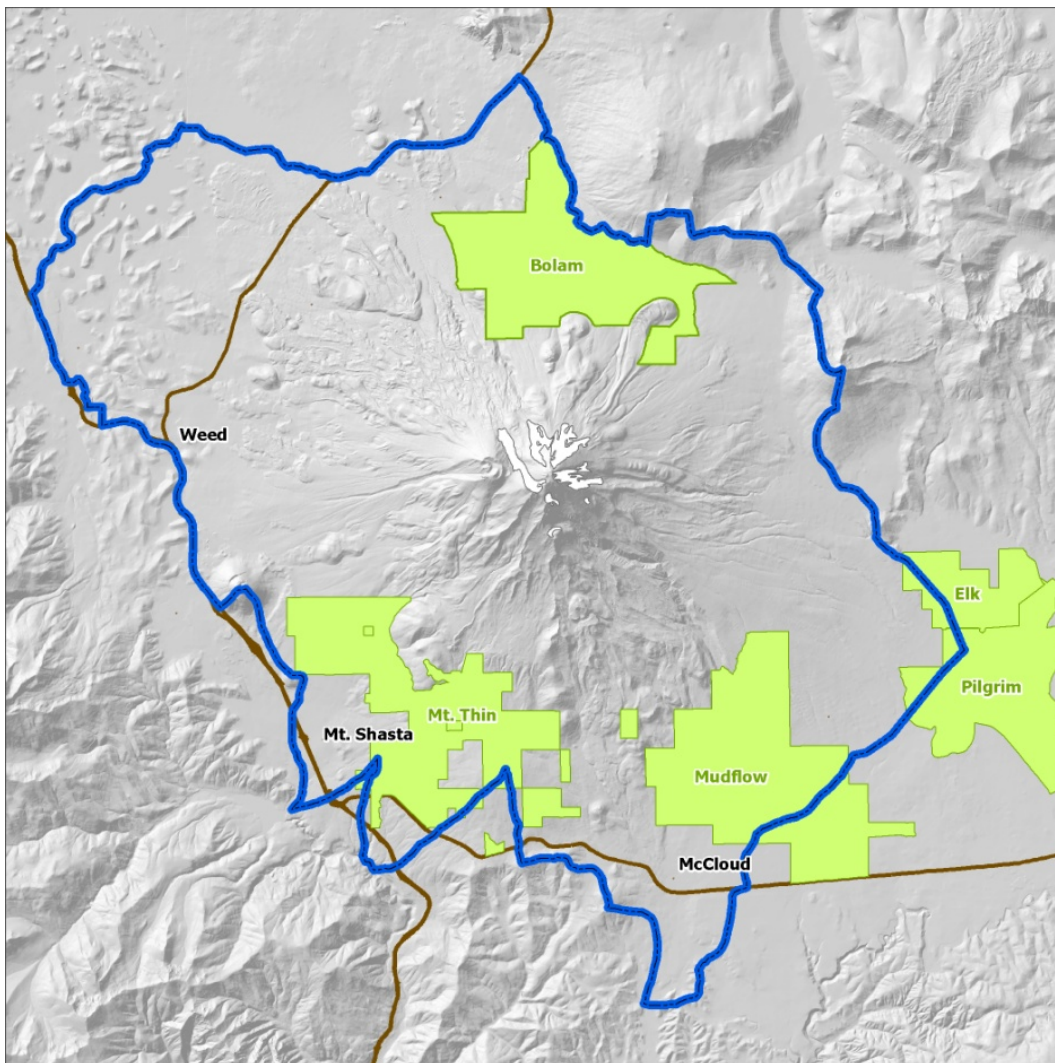 Bolam
Weed
Elk
Pilgrim
Mt. Thin
Mt. Shasta
Mudflow
McCloud